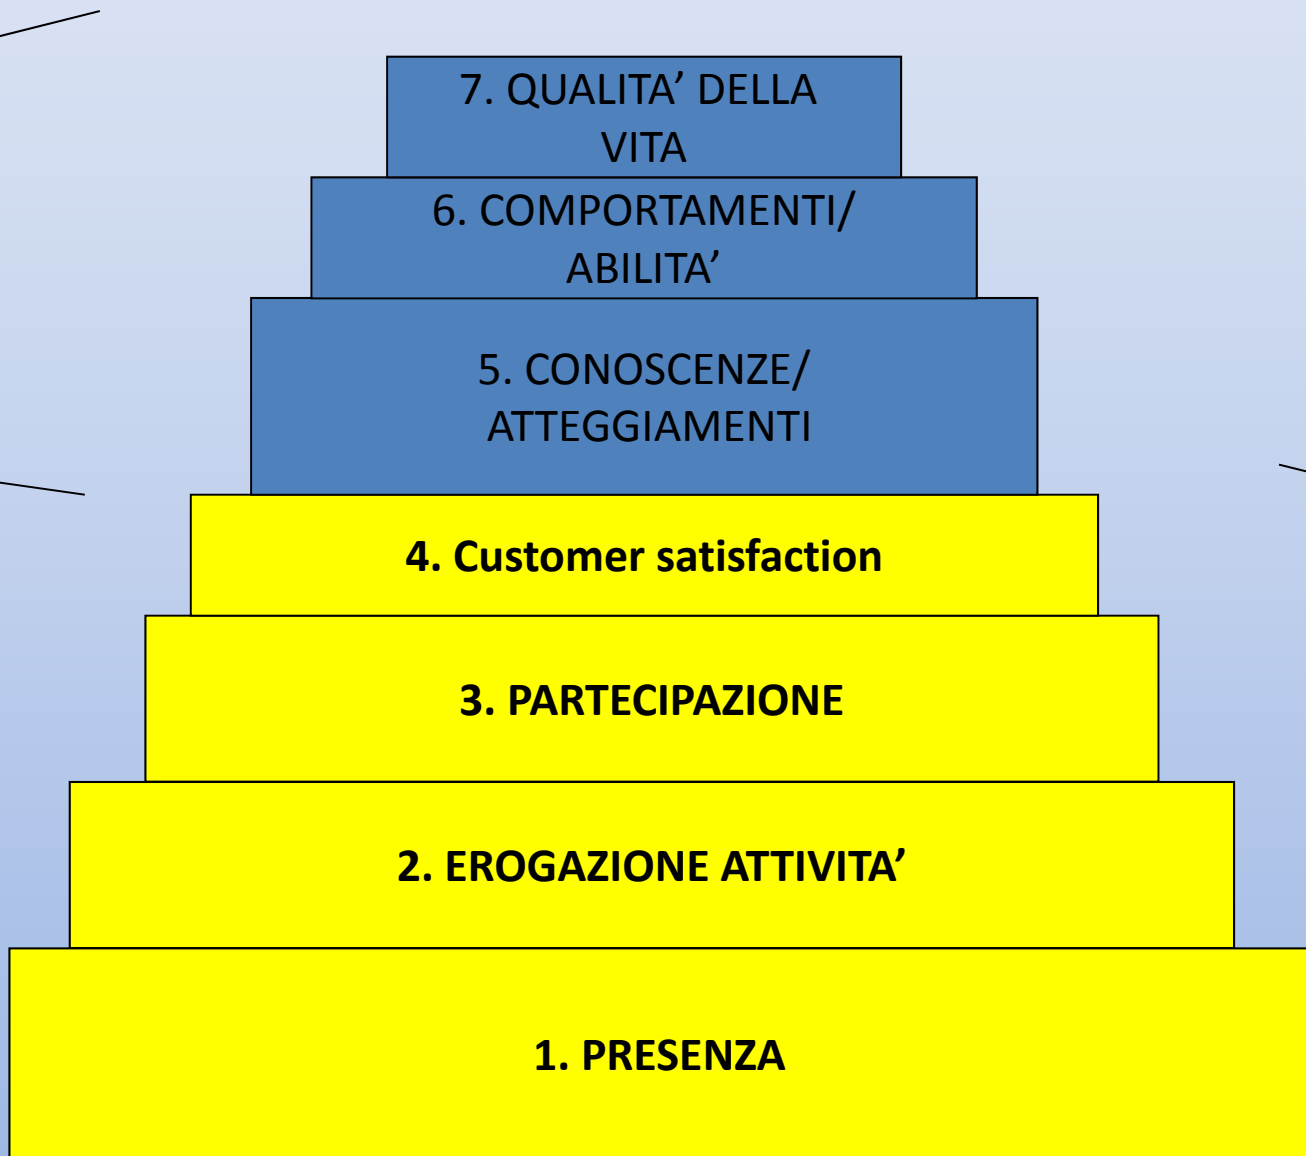 7. QUALITA’ DELLA
VITA
6. COMPORTAMENTI/
ABILITA’
5. CONOSCENZE/
ATTEGGIAMENTI
4. Customer satisfaction
3. PARTECIPAZIONE
2. EROGAZIONE ATTIVITA’
1. PRESENZA